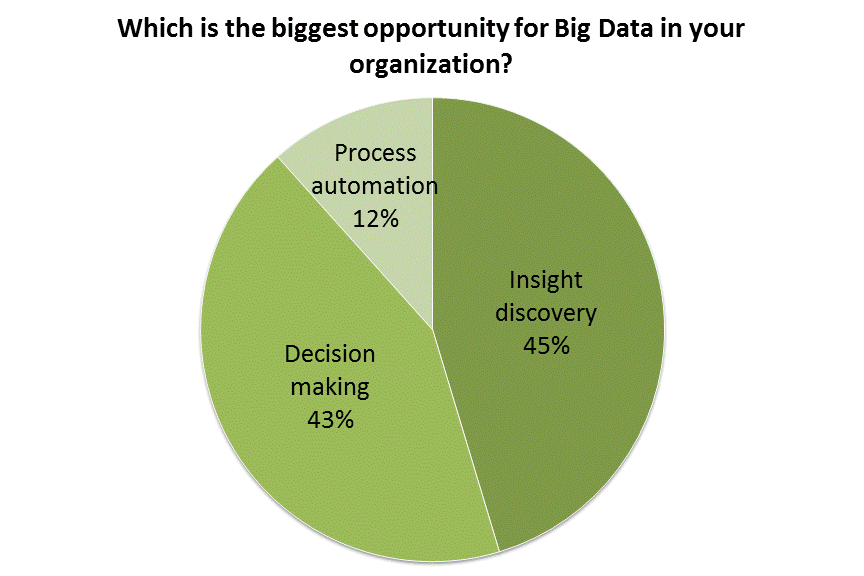 Which is the biggest opportunity for Big Data in your
organization?
Process
automation
12%
Insight
discovery
45%
Decision
making
43%